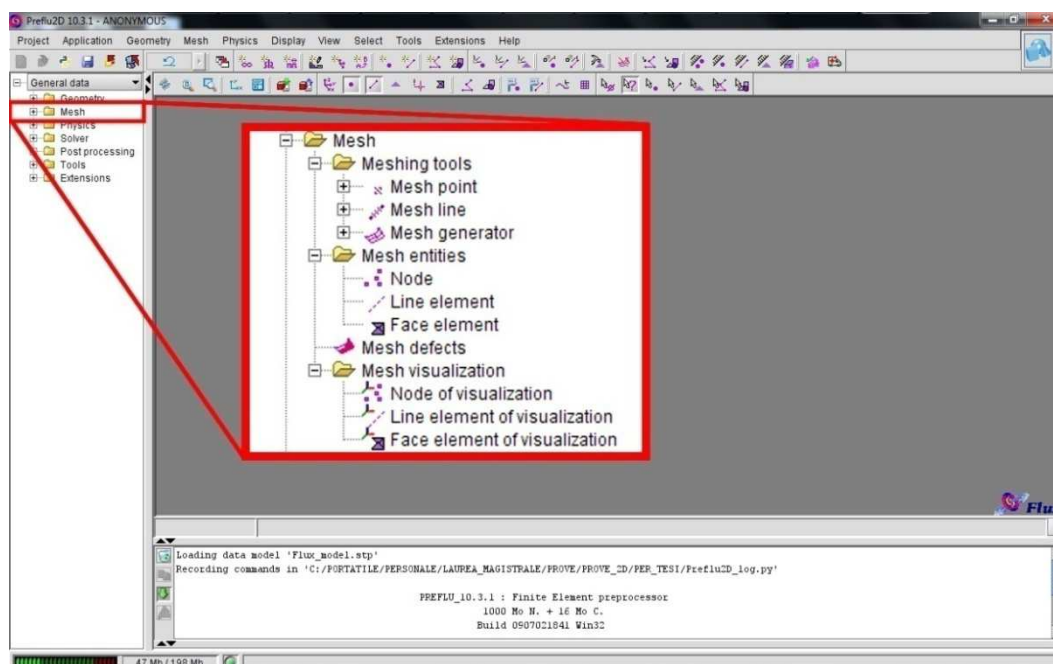 Preflu2D 10.3.1 - ANONYMOUS
Project Application Geometry Mesh Physics Display View Select Tools Extensions Help
General data
Geometry
Mesh
Physics
Solver
Post processing
Tools
Extensions
Mesh
Meshing tools
Mesh point
Mesh line
Mesh generator
Mesh entities
Node
Line element
Face element
Mesh defects
Mesh visualization
Node of visualization
Line element of visualization
Face element of visualization
Flu
Loading data model 'Flux_model.stp'
Recording commands in 'C:/PORTATILE/PERSONALE/LAUREA_MAGISTRALE/PROVE/PROVE_2D/PER_TESI/Preflu2D_log.py'
PREFLU_10.3.1 : Finite Element preprocessor
1000 Mo N. + 16 Mo C.
Build 0907021841 Win32
47 Mb / 198 Mb